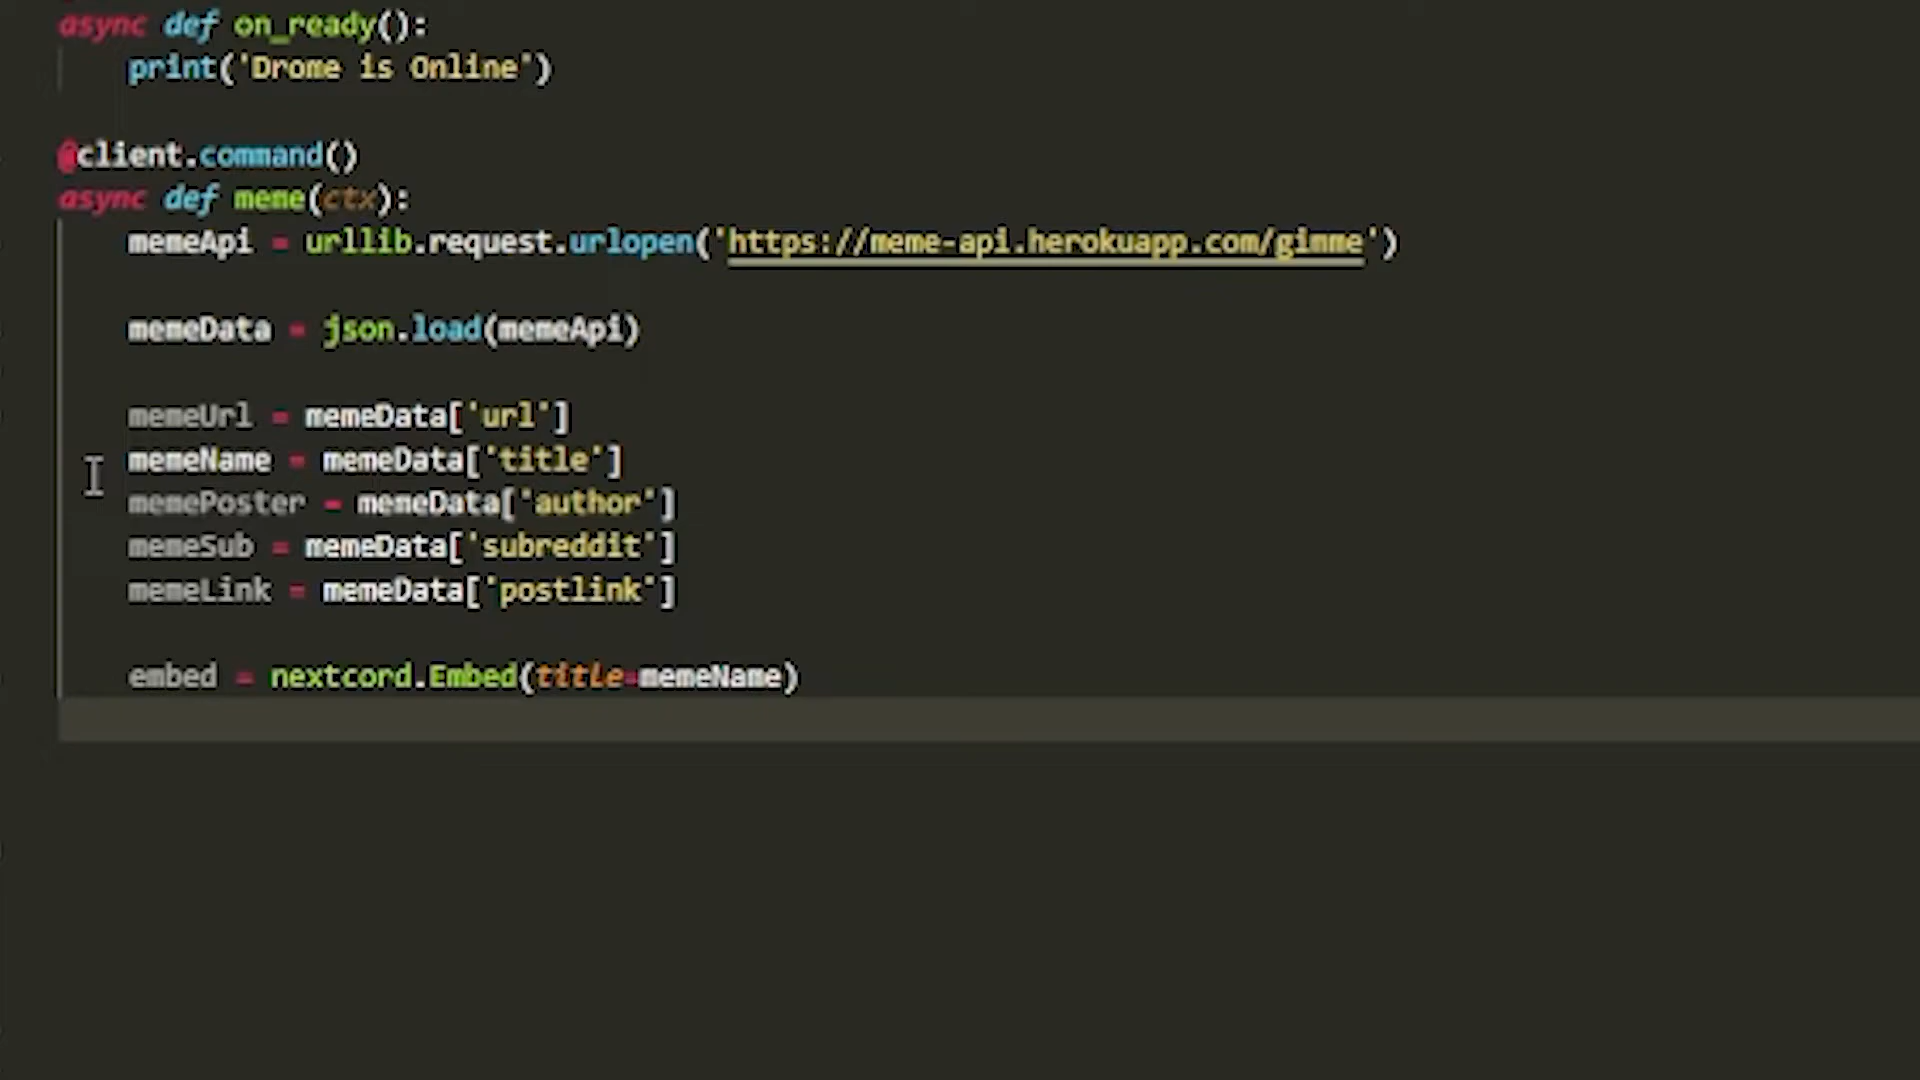 async def on_ready():
print('Drome is Online')
@client.command()
async def meme(ctx):
memeApi = urllib.request.urlopen('https://meme-api.herokuapp.com/gimme')
memeData = json.load(memeApi)
memeUrl = memeData['url']
memeName = memeData['title']
memePoster = memeData['author']
memeSub = memeData['subreddit']
memeLink = memeData['postlink']
embed = nextcord.Embed(title=memeName)